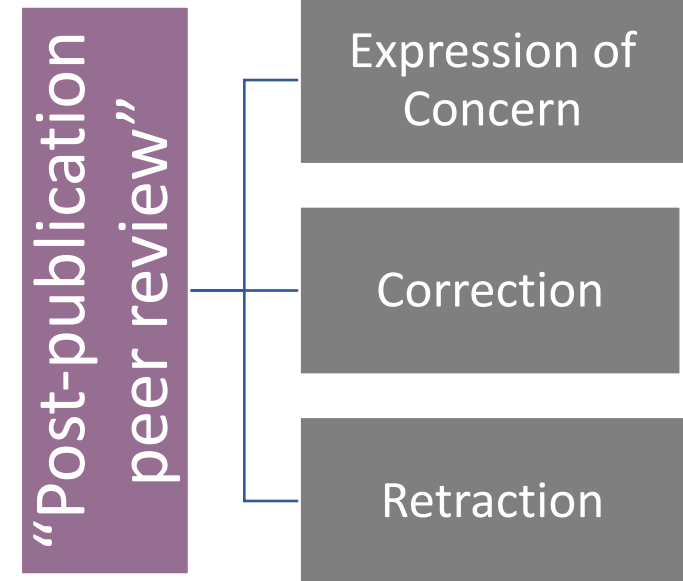 “Post-publication
peer review”
Expression of
Concern
Correction
Retraction